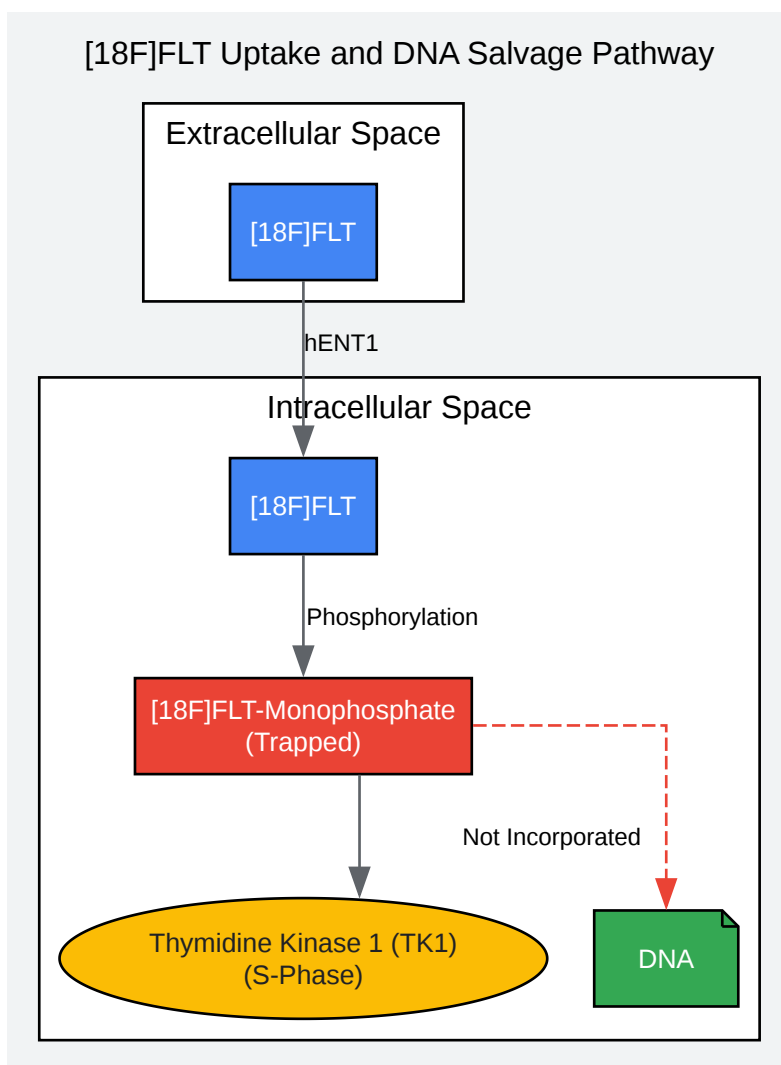 [18F]FLT Uptake and DNA Salvage Pathway
Extracellular Space
[18F]FLT
hENT1
Intracellular Space
[18F]FLT
Phosphorylation
[18F]FLT-Monophosphate
(Trapped)
Not Incorporated
Thymidine Kinase 1 (TK1)
(S-Phase)
DNA